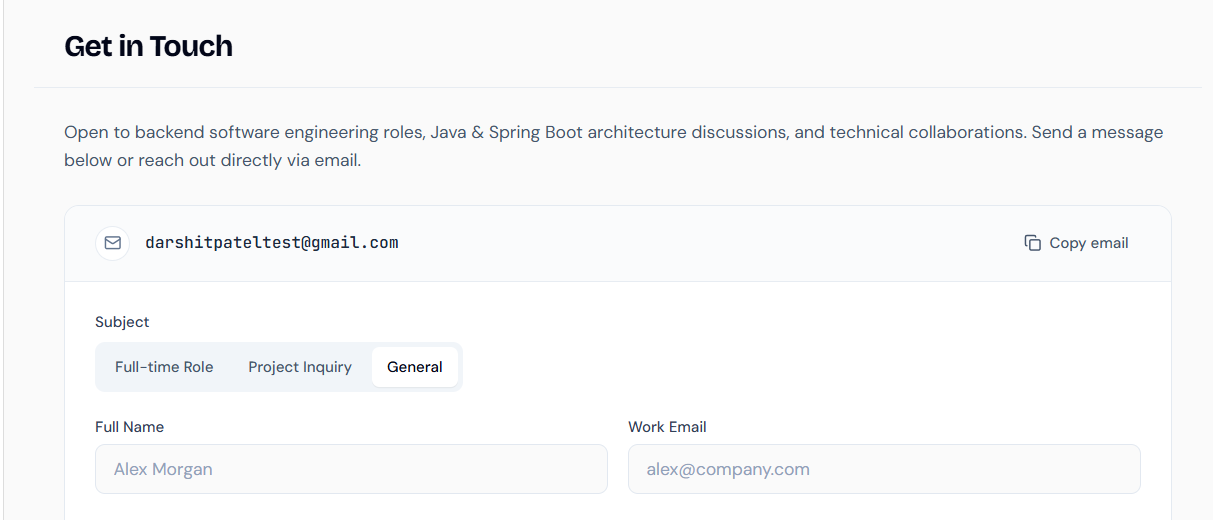 Get in Touch
Open to backend software engineering roles, Java & Spring Boot architecture discussions, and technical collaborations. Send a message
below or reach out directly via email.
darshitpateltest@gmail.com
Copy email
Subject
Full-time Role
Project Inquiry
General
Full Name
Work Email
Alex Morgan
alex@company.com